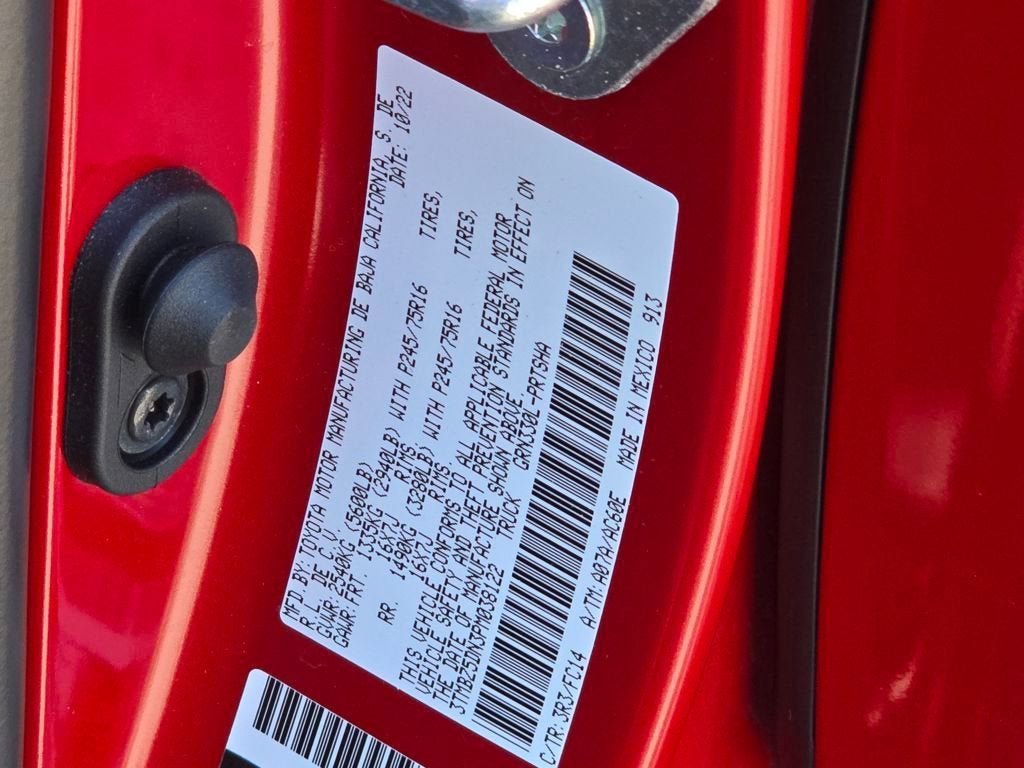 MFD. BY: TOYOTA MOTOR MANUFACTURING DE BAJA CALIFORNIA, S. DE
R.L. DE C.V. DATE: 10/22
GVWR: 2540KG (5600LB)
GAWR: FRT. 1335KG (2940LB) WITH P245/75R16 TIRES,
16X7J RIMS
RR. 1490KG (3280LB) WITH P245/75R16 TIRES,
16X7J RIMS.
THIS VEHICLE CONFORMS TO ALL APPLICABLE FEDERAL MOTOR
VEHICLE SAFETY AND THEFT PREVENTION STANDARDS IN EFFECT ON
THE DATE OF MANUFACTURE SHOWN ABOVE.
3TMBZ5DN3PM038122 TRUCK GRN330L-PRTSHA
C/TR: 3R3/FC14 A/TM: A07A/AC60E MADE IN MEXICO 913